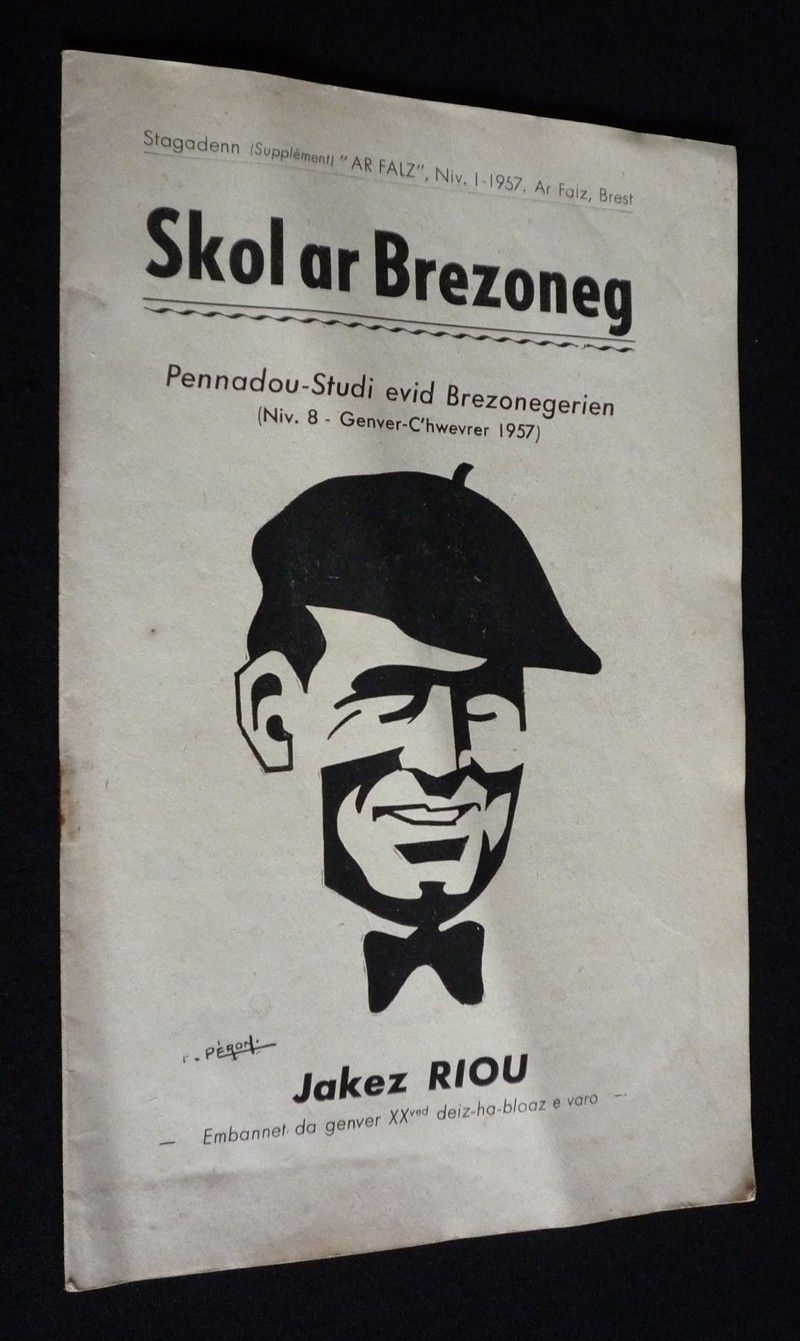 Stagadenn (Supplément) "AR FALZ", Niv. 1-1957. Ar Falz, Brest
Skol ar Brezoneg
Pennadou-Studi evid Brezonegerien
(Niv. 8 - Genver-C'hwevrer 1957)
PÉRON.
Jakez RIOU
— Embannet da genver XXved deiz-ha-bloaz e varo —